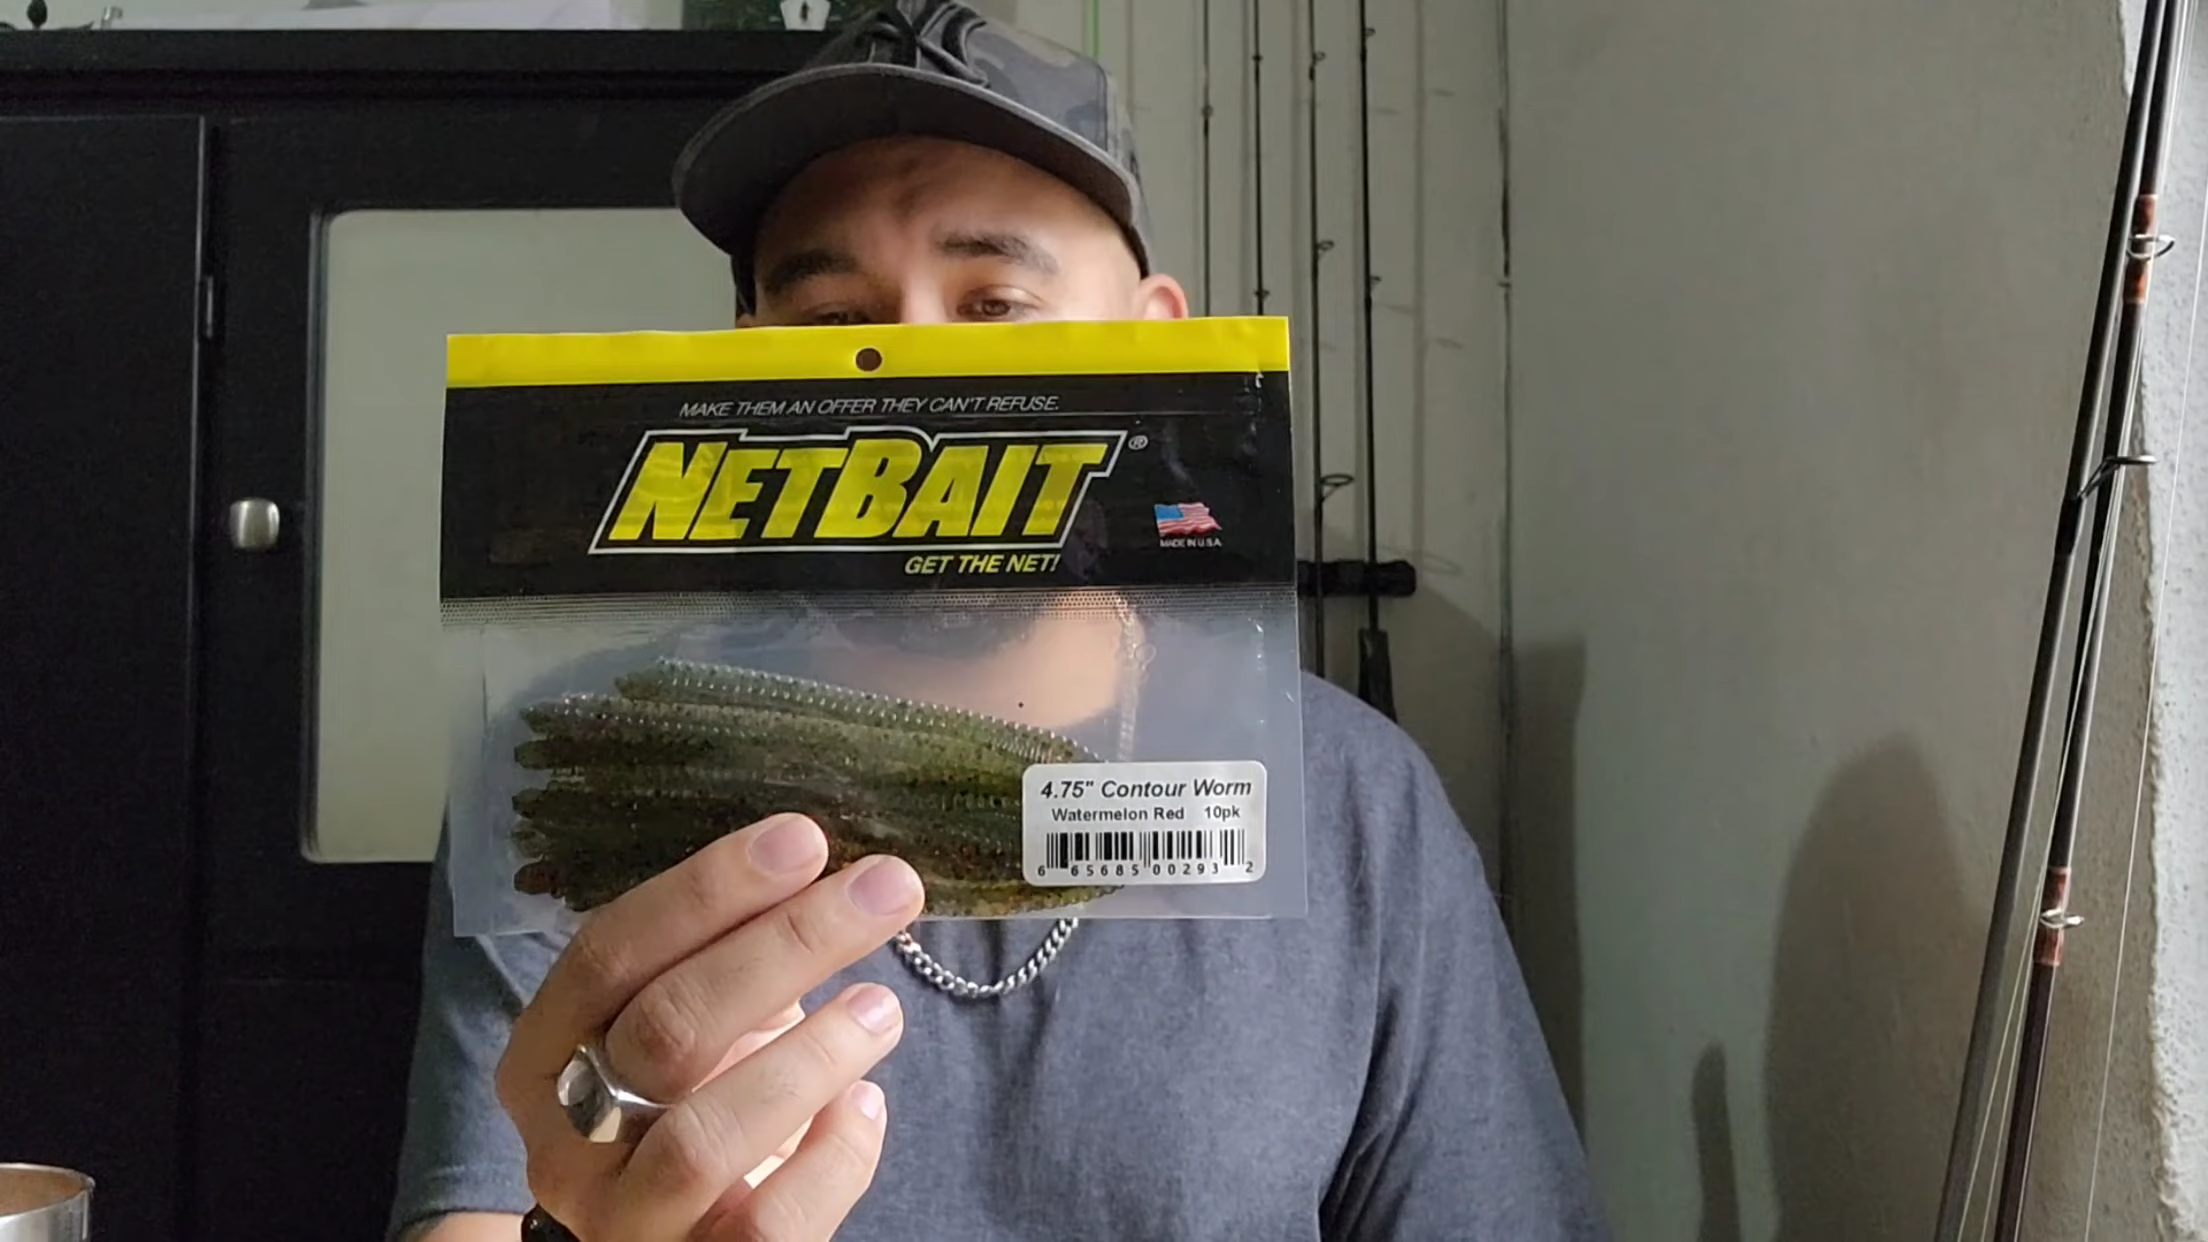 MAKE THEM AN OFFER THEY CAN'T REFUSE.
NETBAIT®
GET THE NET!
MADE IN U.S.A.
4.75" Contour Worm
Watermelon Red 10pk
6 65685 00293 2